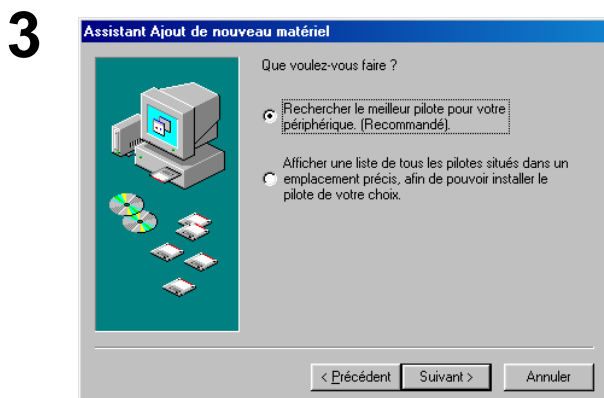 3
Assistant Ajout de nouveau matériel
Que voulez-vous faire ?
Rechercher le meilleur pilote pour votre
périphérique. (Recommandé).
Afficher une liste de tous les pilotes situés dans un
emplacement précis, afin de pouvoir installer le
pilote de votre choix.
< Précédent
Suivant >
Annuler